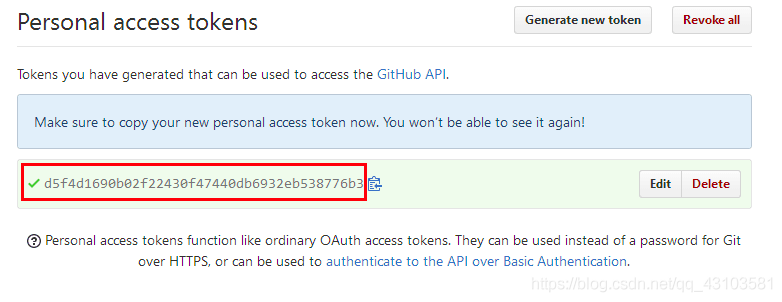 Personal access tokens
Generate new token
Revoke all
Tokens you have generated that can be used to access the GitHub API.
Make sure to copy your new personal access token now. You won't be able to see it again!
d5f4d1690b02f22430f47440db6932eb538776b3
Edit
Delete
Personal access tokens function like ordinary OAuth access tokens. They can be used instead of a password for Git
over HTTPS, or can be used to authenticate to the API over Basic Authentication.
https://blog.csdn.net/qq_43103581